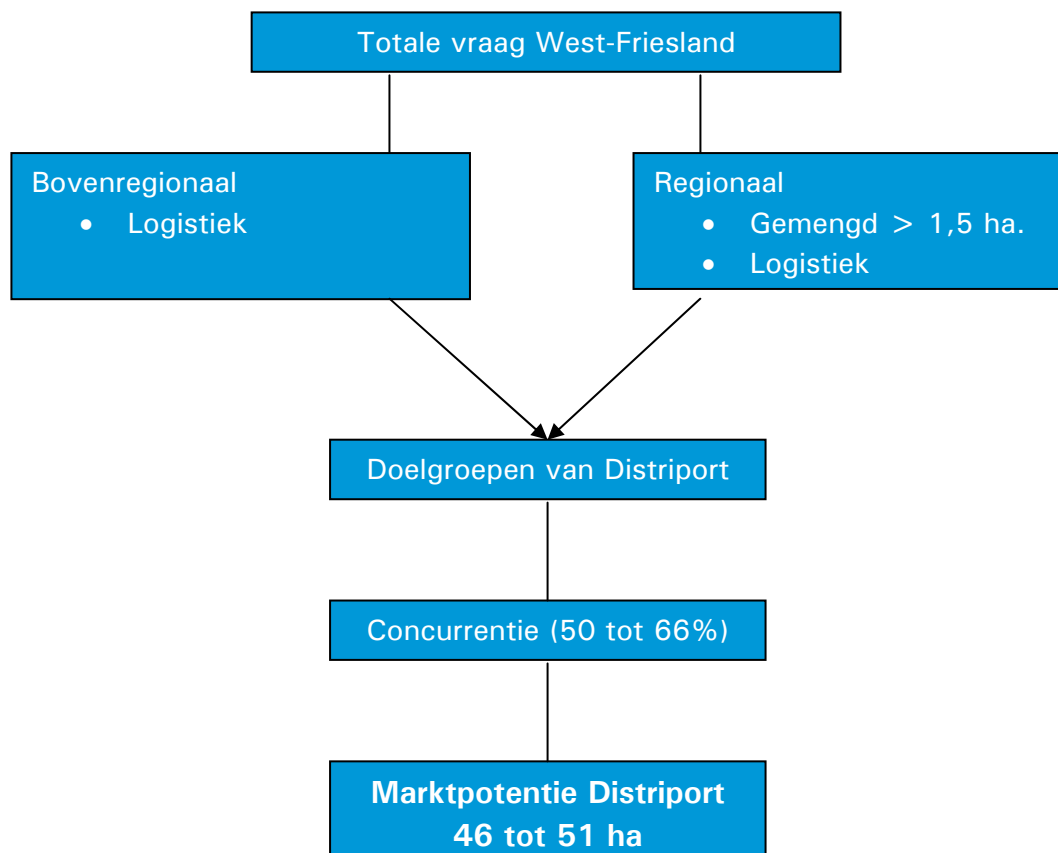 Totale vraag West-Friesland
Bovenregionaal
• Logistiek
Regionaal
• Gemengd > 1,5 ha.
• Logistiek
Doelgroepen van Distriport
Concurrentie (50 tot 66%)
Marktpotentie Distriport
46 tot 51 ha